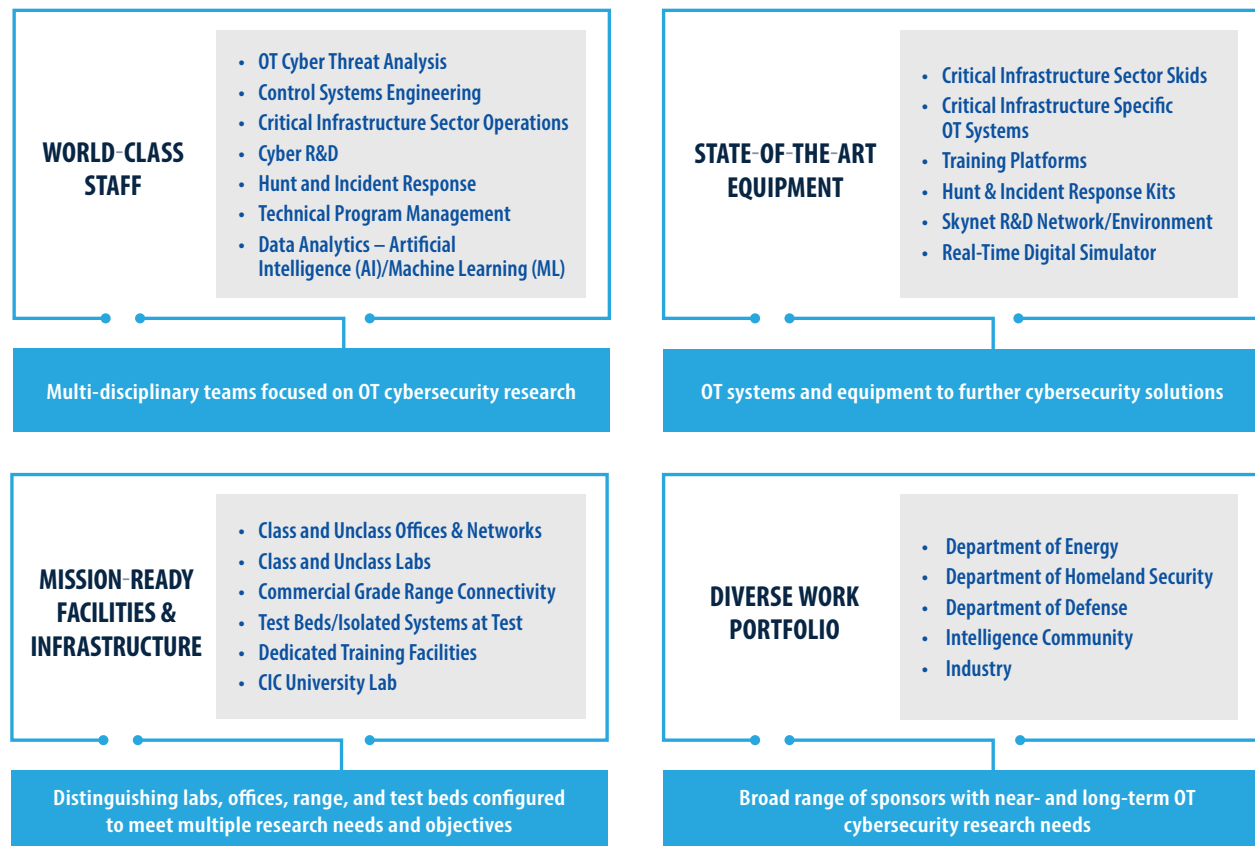 WORLD-CLASS
STAFF
• OT Cyber Threat Analysis
• Control Systems Engineering
• Critical Infrastructure Sector Operations
• Cyber R&D
• Hunt and Incident Response
• Technical Program Management
• Data Analytics – Artificial
Intelligence (AI)/Machine Learning (ML)
Multi-disciplinary teams focused on OT cybersecurity research
STATE-OF-THE-ART
EQUIPMENT
• Critical Infrastructure Sector Skids
• Critical Infrastructure Specific
OT Systems
• Training Platforms
• Hunt & Incident Response Kits
• Skynet R&D Network/Environment
• Real-Time Digital Simulator
OT systems and equipment to further cybersecurity solutions
MISSION-READY
FACILITIES &
INFRASTRUCTURE
• Class and Unclass Offices & Networks
• Class and Unclass Labs
• Commercial Grade Range Connectivity
• Test Beds/Isolated Systems at Test
• Dedicated Training Facilities
• CIC University Lab
Distinguishing labs, offices, range, and test beds configured
to meet multiple research needs and objectives
DIVERSE WORK
PORTFOLIO
• Department of Energy
• Department of Homeland Security
• Department of Defense
• Intelligence Community
• Industry
Broad range of sponsors with near- and long-term OT
cybersecurity research needs